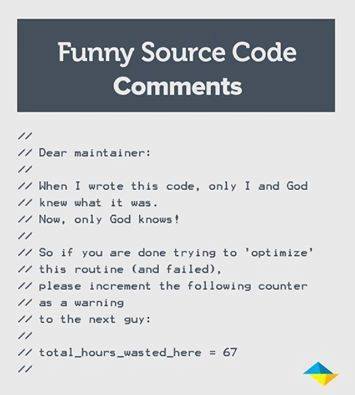 Funny Source Code
Comments
//
// Dear maintainer:
//
// When I wrote this code, only I and God
// knew what it was.
// Now, only God knows!
//
// So if you are done trying to 'optimize'
// this routine (and failed),
// please increment the following counter
// as a warning
// to the next guy:
//
// total_hours_wasted_here = 67
//